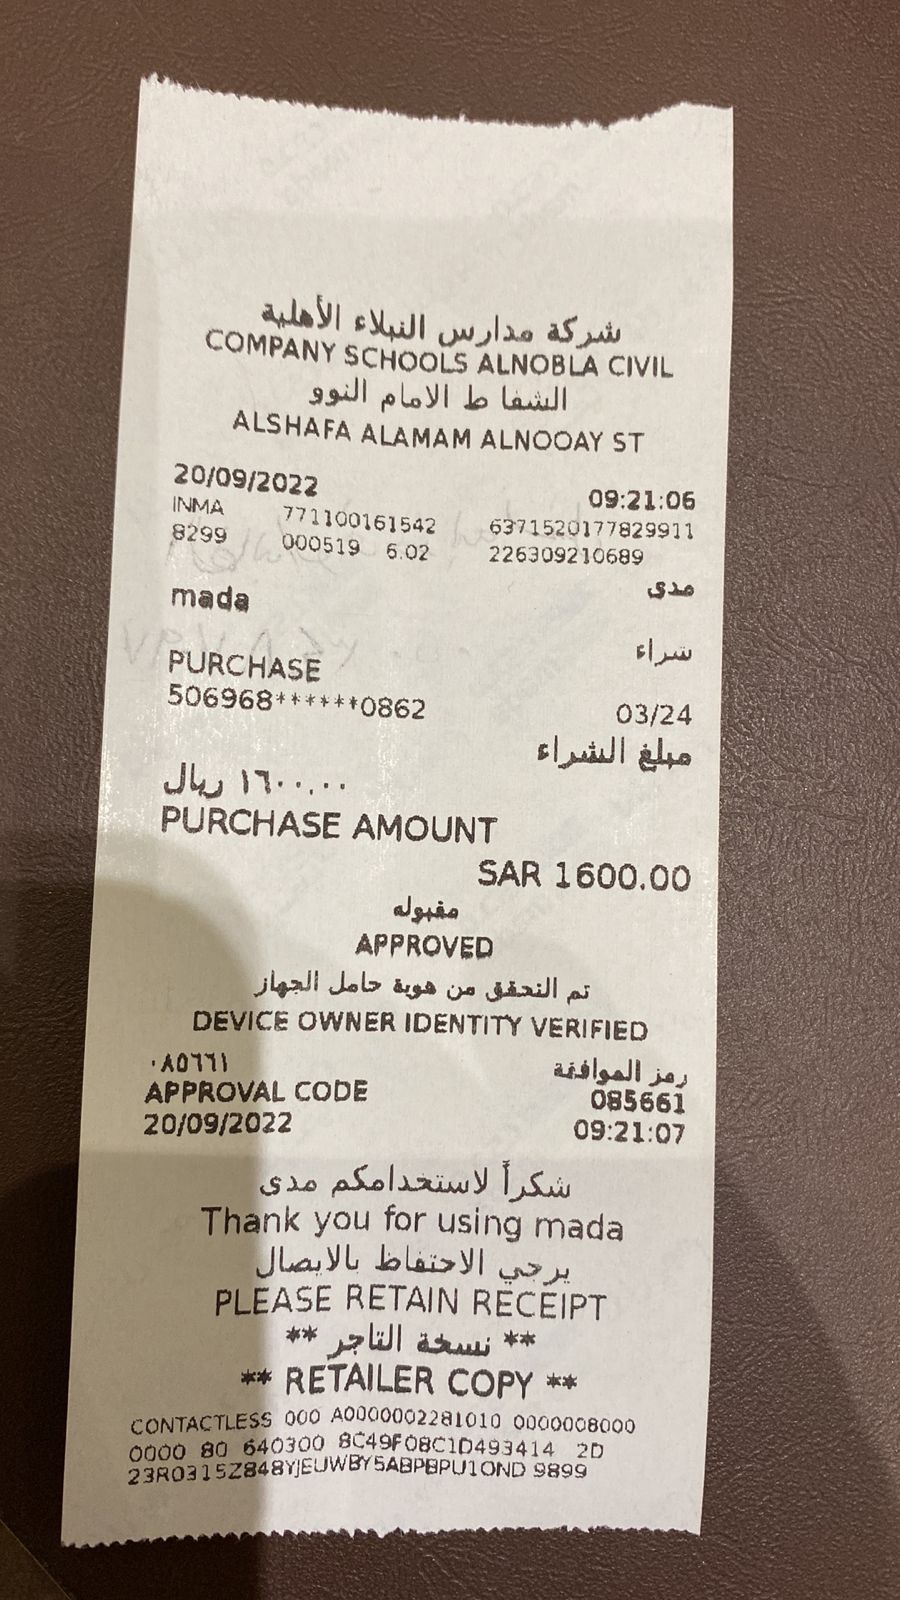 شركة مدارس النبلاء الأهلية
COMPANY SCHOOLS ALNOBLA CIVIL
الشفا ط الامام النوو
ALSHAFA ALAMAM ALNOOAY ST
20/09/2022 09:21:06
INMA 771100161542 6371520177829911
8299 000519 6.02 226309210689
مدى
mada
شراء
PURCHASE
506968******0862 03/24
مبلغ الشراء
١٦٠٠.٠٠ ريال
PURCHASE AMOUNT
SAR 1600.00
مقبوله
APPROVED
تم التحقق من هوية حامل الجهاز
DEVICE OWNER IDENTITY VERIFIED
٠٨٥٦٦١ رمز الموافقة
APPROVAL CODE 085661
20/09/2022 09:21:07
شكراً لاستخدامكم مدى
Thank you for using mada
يرجي الاحتفاظ بالايصال
PLEASE RETAIN RECEIPT
** نسخة التاجر **
** RETAILER COPY **
CONTACTLESS 000 A0000002281010 0000008000
0000 80 640300 8C49F08C1D493414 2D
23R0315Z848YJEUWBY5ABPBPU1OND 9899